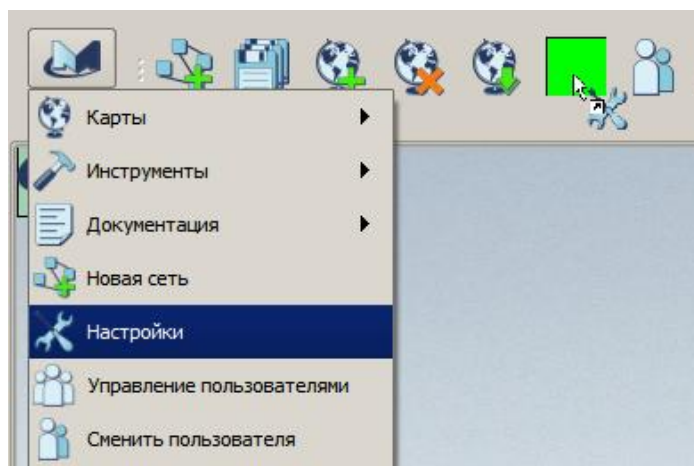 Карты
Инструменты
Документация
Новая сеть
Настройки
Управление пользователями
Сменить пользователя